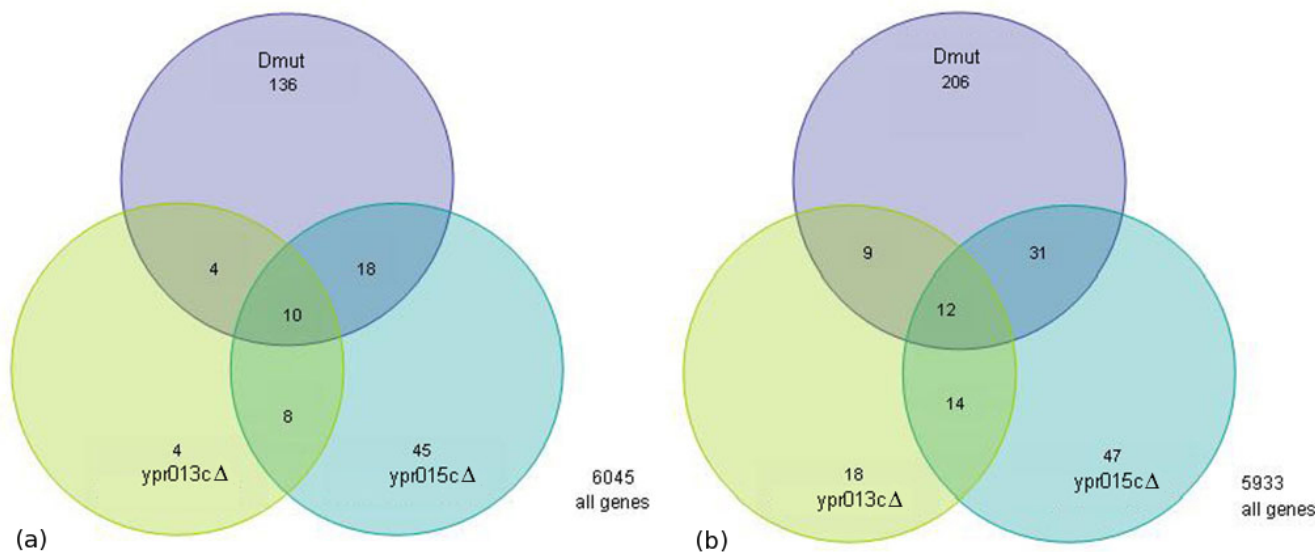 Dmut
136
4
18
10
8
4
ypr013cΔ
45
ypr015cΔ
6045
all genes
(a)
Dmut
206
9
31
12
14
18
ypr013cΔ
47
ypr015cΔ
5933
all genes
(b)